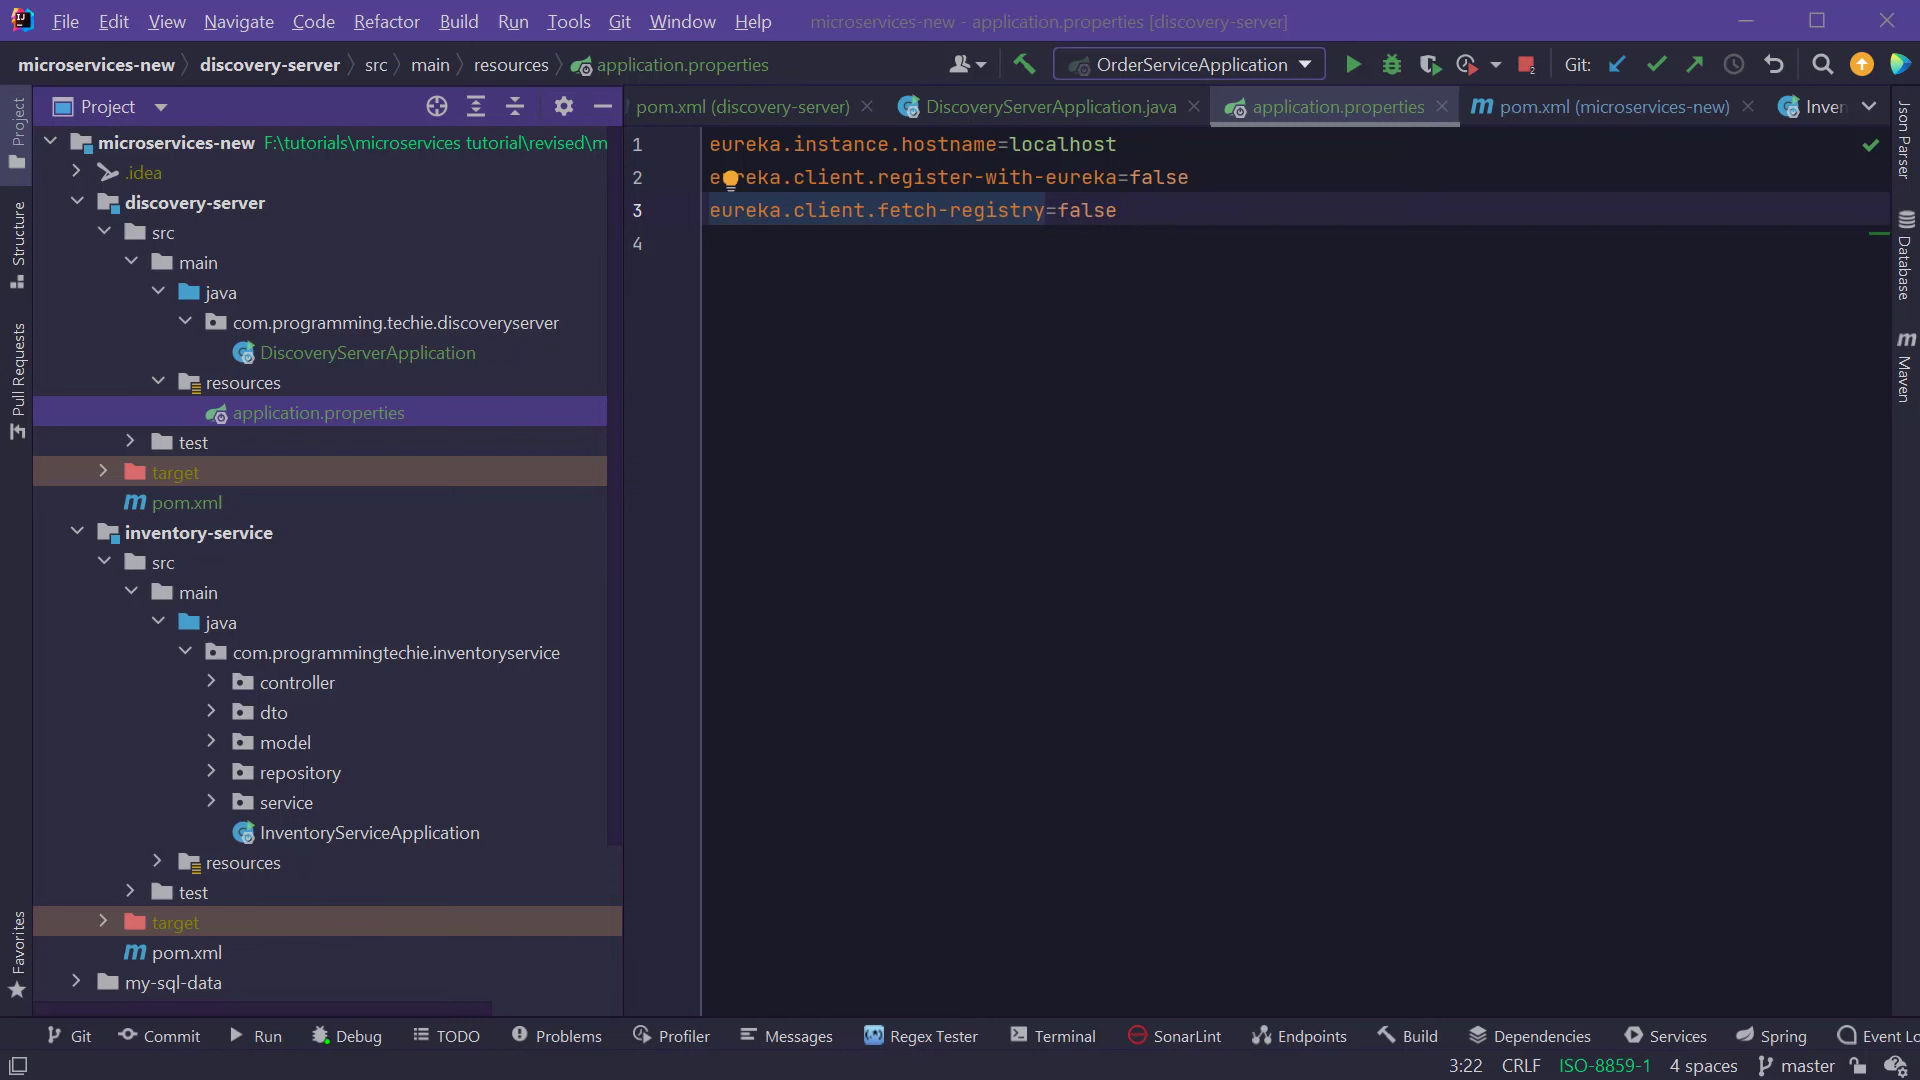 File Edit View Navigate Code Refactor Build Run Tools Git Window Help microservices-new - application.properties [discovery-server]
microservices-new discovery-server src main resources application.properties OrderServiceApplication Git:
Project
pom.xml (discovery-server) DiscoveryServerApplication.java application.properties pom.xml (microservices-new) Inven
microservices-new F:\tutorials\microservices tutorial\revised\m
.idea
discovery-server
src
main
java
com.programming.techie.discoveryserver
DiscoveryServerApplication
resources
application.properties
test
target
pom.xml
inventory-service
src
main
java
com.programmingtechie.inventoryservice
controller
dto
model
repository
service
InventoryServiceApplication
resources
test
target
pom.xml
my-sql-data
1 eureka.instance.hostname=localhost
2 eureka.client.register-with-eureka=false
3 eureka.client.fetch-registry=false
4
Project
Structure
Pull Requests
Favorites
Json Parser
Database
m Maven
Git Commit Run Debug TODO Problems Profiler Messages Regex Tester Terminal SonarLint Endpoints Build Dependencies Services Spring Event Lo
3:22 CRLF ISO-8859-1 4 spaces master